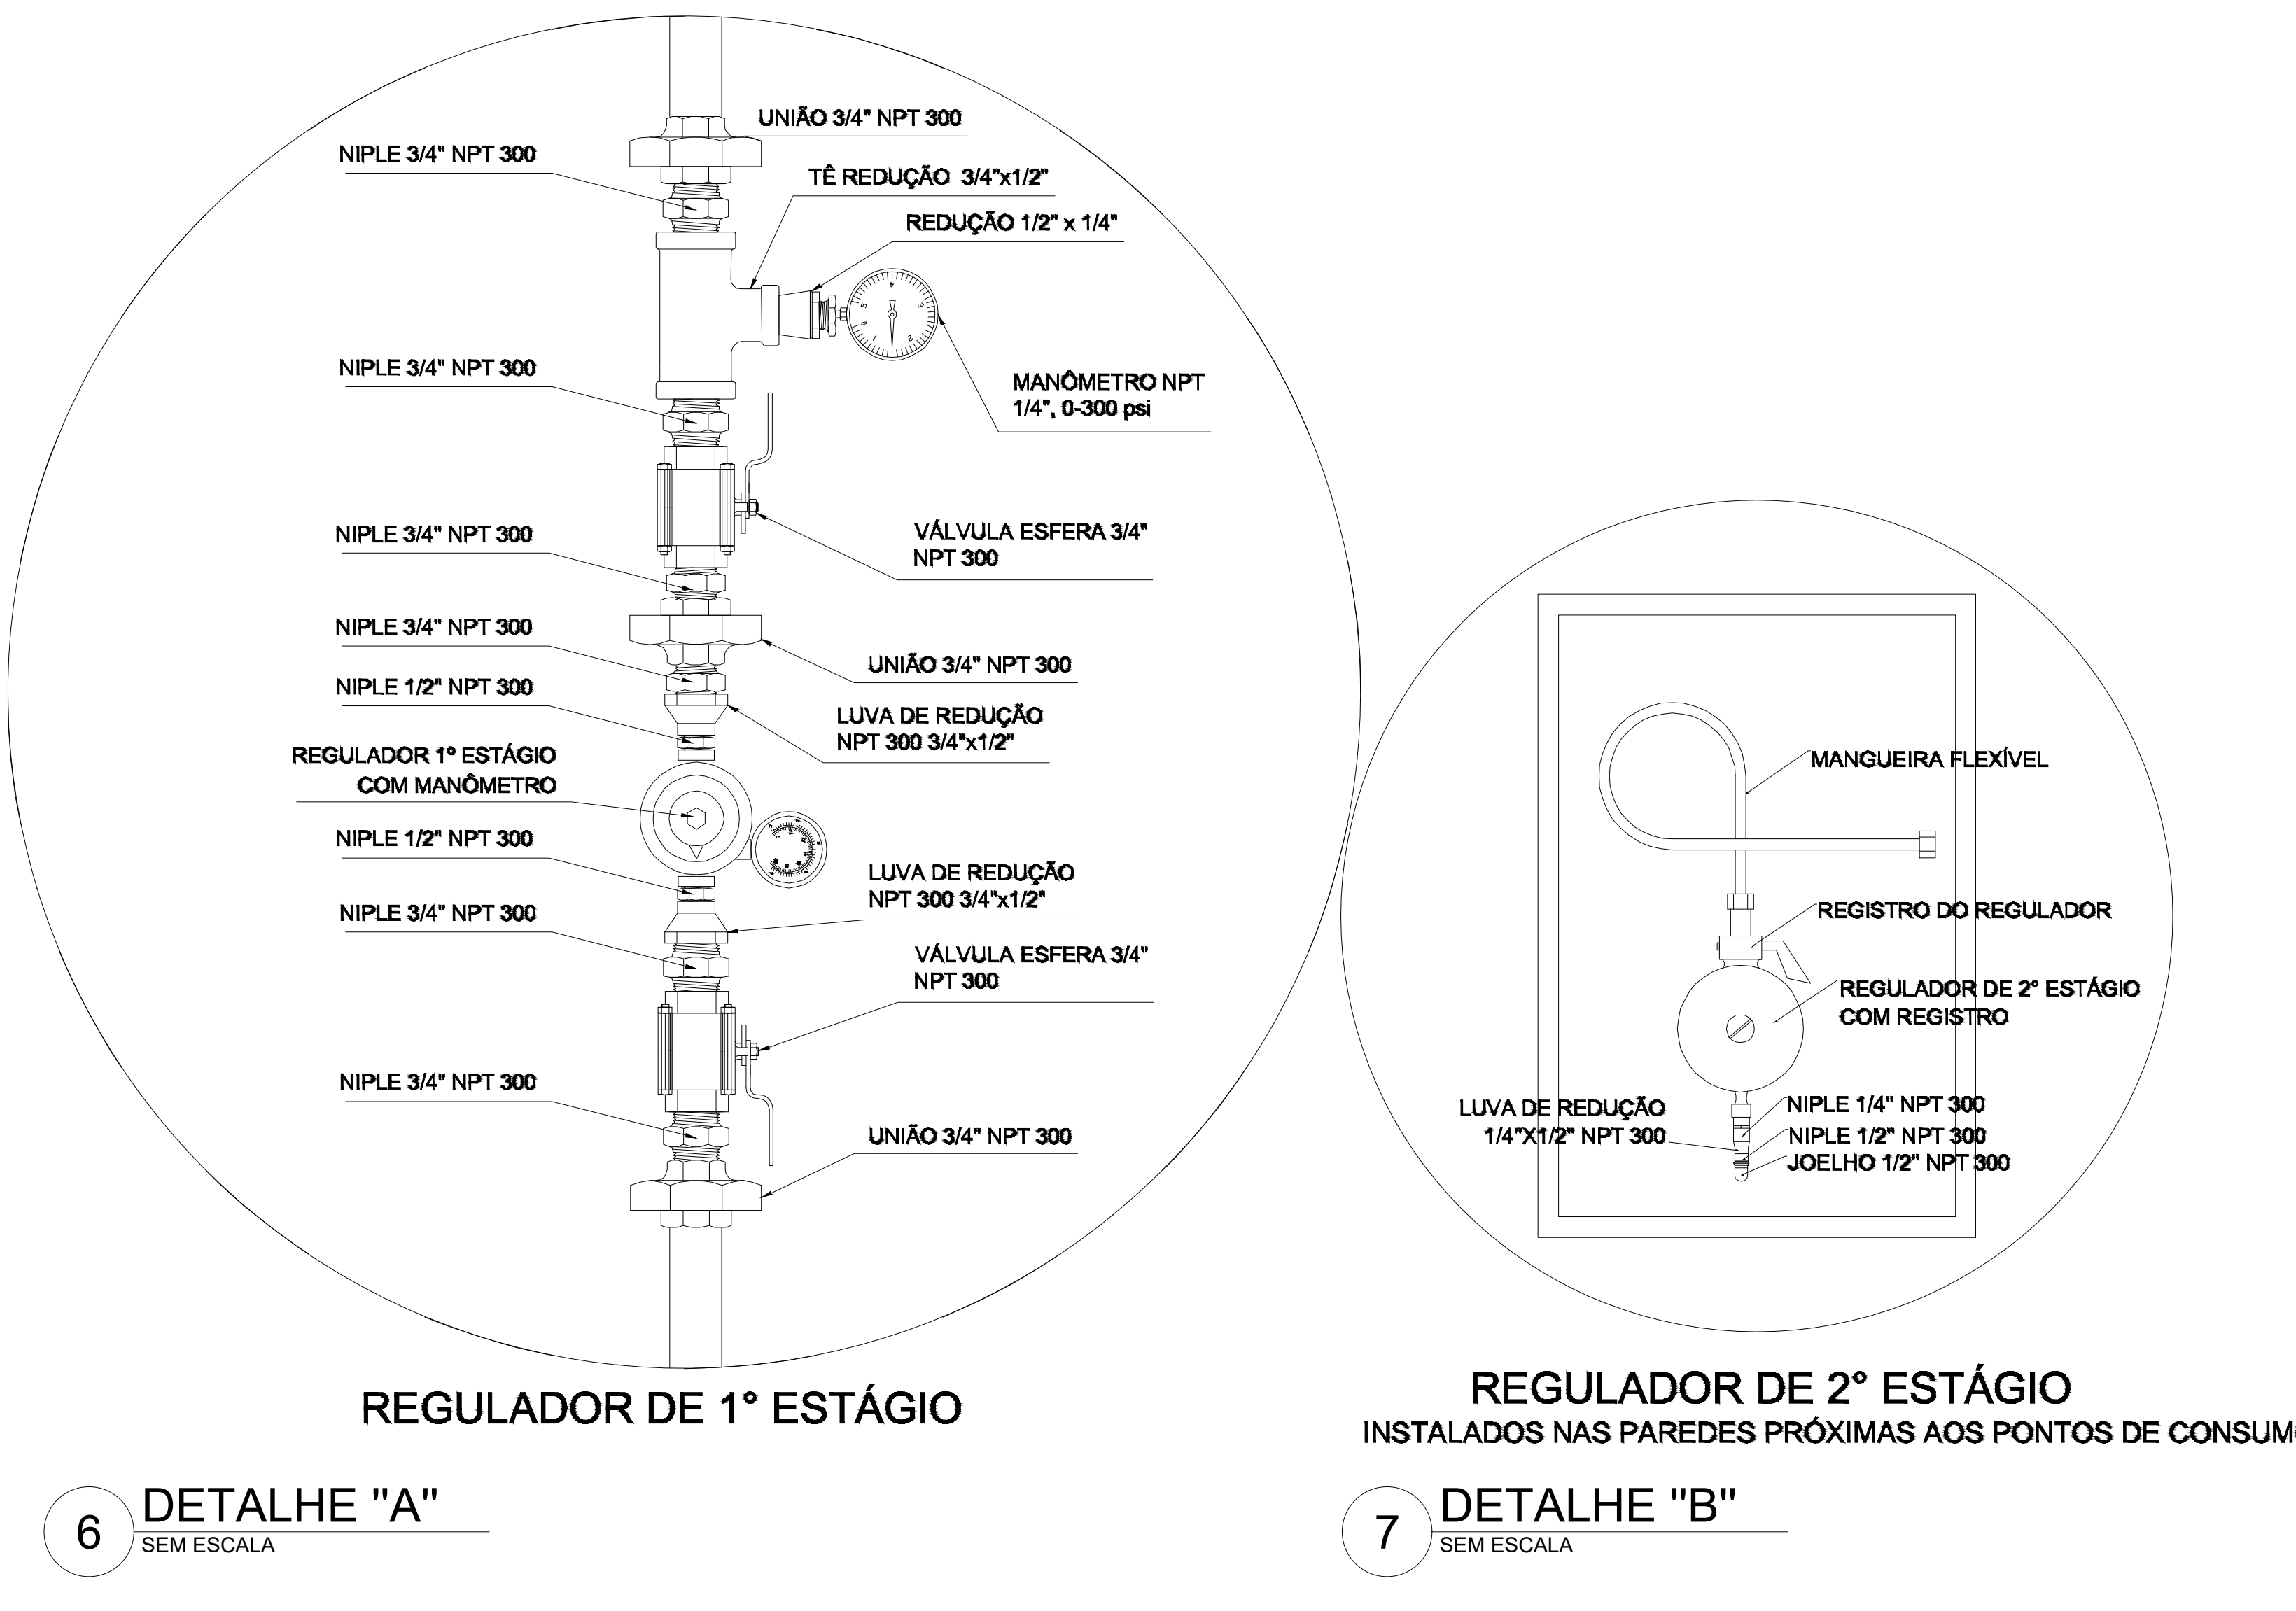 UNIÃO 3/4" NPT 300
NIPLE 3/4" NPT 300
TÊ REDUÇÃO 3/4"x1/2"
REDUÇÃO 1/2" x 1/4"
NIPLE 3/4" NPT 300
MANÔMETRO NPT
1/4", 0-300 psi
NIPLE 3/4" NPT 300
VÁLVULA ESFERA 3/4"
NPT 300
NIPLE 3/4" NPT 300
UNIÃO 3/4" NPT 300
NIPLE 1/2" NPT 300
LUVA DE REDUÇÃO
NPT 300 3/4"x1/2"
REGULADOR 1º ESTÁGIO
COM MANÔMETRO
NIPLE 1/2" NPT 300
LUVA DE REDUÇÃO
NPT 300 3/4"x1/2"
NIPLE 3/4" NPT 300
VÁLVULA ESFERA 3/4"
NPT 300
NIPLE 3/4" NPT 300
UNIÃO 3/4" NPT 300
REGULADOR DE 1° ESTÁGIO
6
DETALHE "A"
SEM ESCALA
MANGUEIRA FLEXÍVEL
REGISTRO DO REGULADOR
REGULADOR DE 2° ESTÁGIO
COM REGISTRO
LUVA DE REDUÇÃO
1/4"X1/2" NPT 300
NIPLE 1/4" NPT 300
NIPLE 1/2" NPT 300
JOELHO 1/2" NPT 300
REGULADOR DE 2° ESTÁGIO
INSTALADOS NAS PAREDES PRÓXIMAS AOS PONTOS DE CONSUM
7
DETALHE "B"
SEM ESCALA